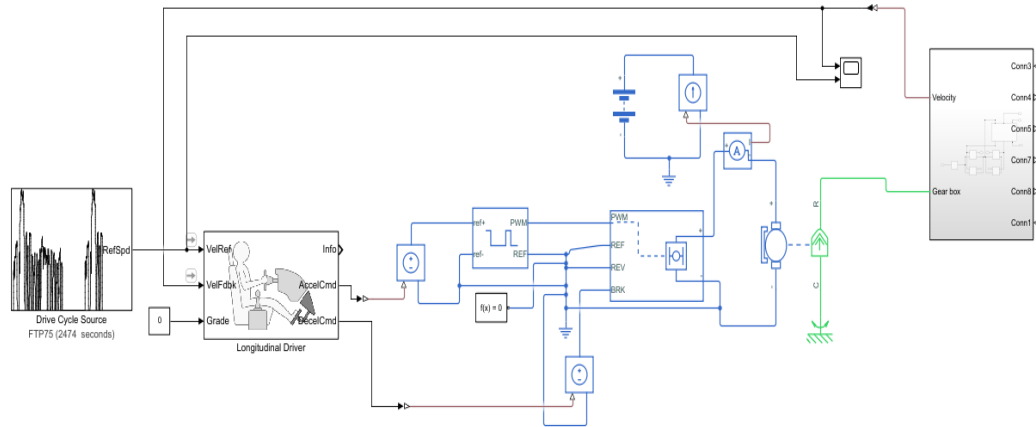 Conn3
Conn4
Velocity
Conn5
Conn7
Gear box
Conn8
Conn1
+
-
A
+
-
R
C
RefSpd
Drive Cycle Source
FTP75 (2474 seconds)
VelRef
VelFdbk
Grade
0
Info
AccelCmd
DecelCmd
Longitudinal Driver
ref+
ref-
PWM
REF
f(x) = 0
PWM
REF
REV
BRK
+
-